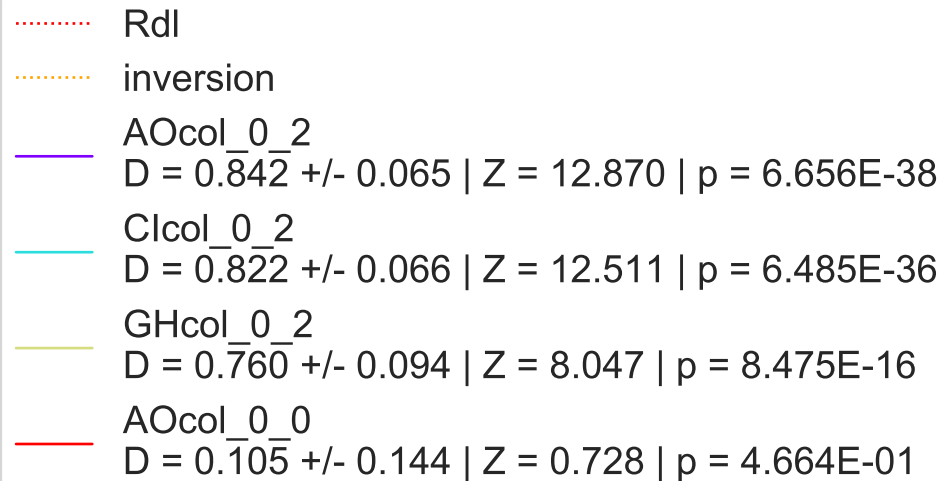 Rdl
inversion
AOcol_0_2
D = 0.842 +/- 0.065 | Z = 12.870 | p = 6.656E-38
CIcol_0_2
D = 0.822 +/- 0.066 | Z = 12.511 | p = 6.485E-36
GHcol_0_2
D = 0.760 +/- 0.094 | Z = 8.047 | p = 8.475E-16
AOcol_0_0
D = 0.105 +/- 0.144 | Z = 0.728 | p = 4.664E-01